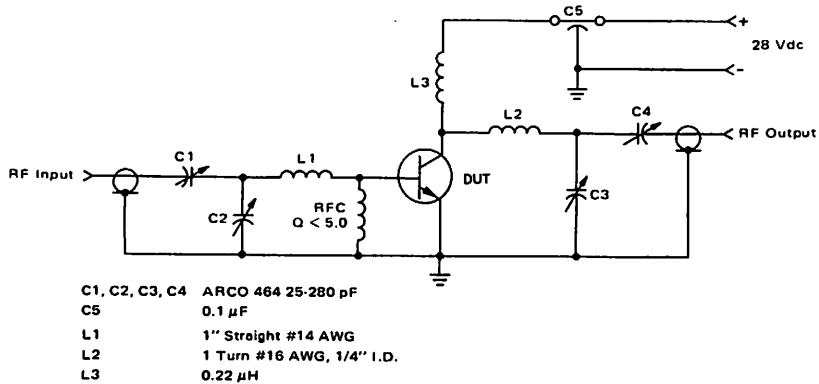 C5
+
28 Vdc
-
L3
L2
C4
RF Output
C1
L1
RF Input
DUT
C2
RFC
Q < 5.0
C3
C1, C2, C3, C4 ARCO 464 25-280 pF
C5 0.1 μF
L1 1" Straight #14 AWG
L2 1 Turn #16 AWG, 1/4" I.D.
L3 0.22 μH